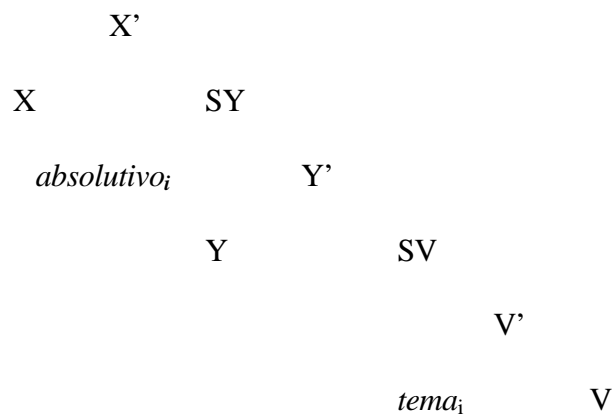 X’
X SY
absolutivoᵢ Y’
Y SV
V’
temaᵢ V